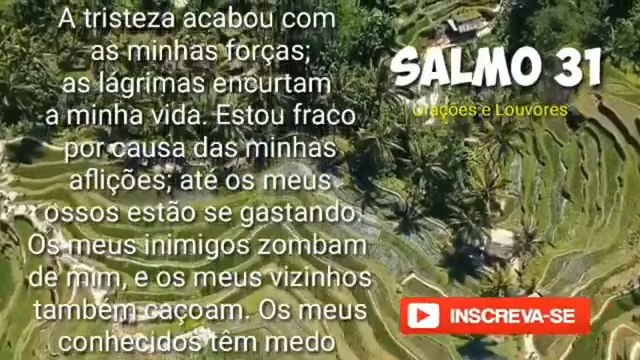 A tristeza acabou com
as minhas forças;
as lágrimas encurtam
a minha vida. Estou fraco
por causa das minhas
aflições; até os meus
ossos estão se gastando.
Os meus inimigos zombam
de mim, e os meus vizinhos
também caçoam. Os meus
conhecidos têm medo
SALMO 31
Orações e Louvores
INSCREVA-SE